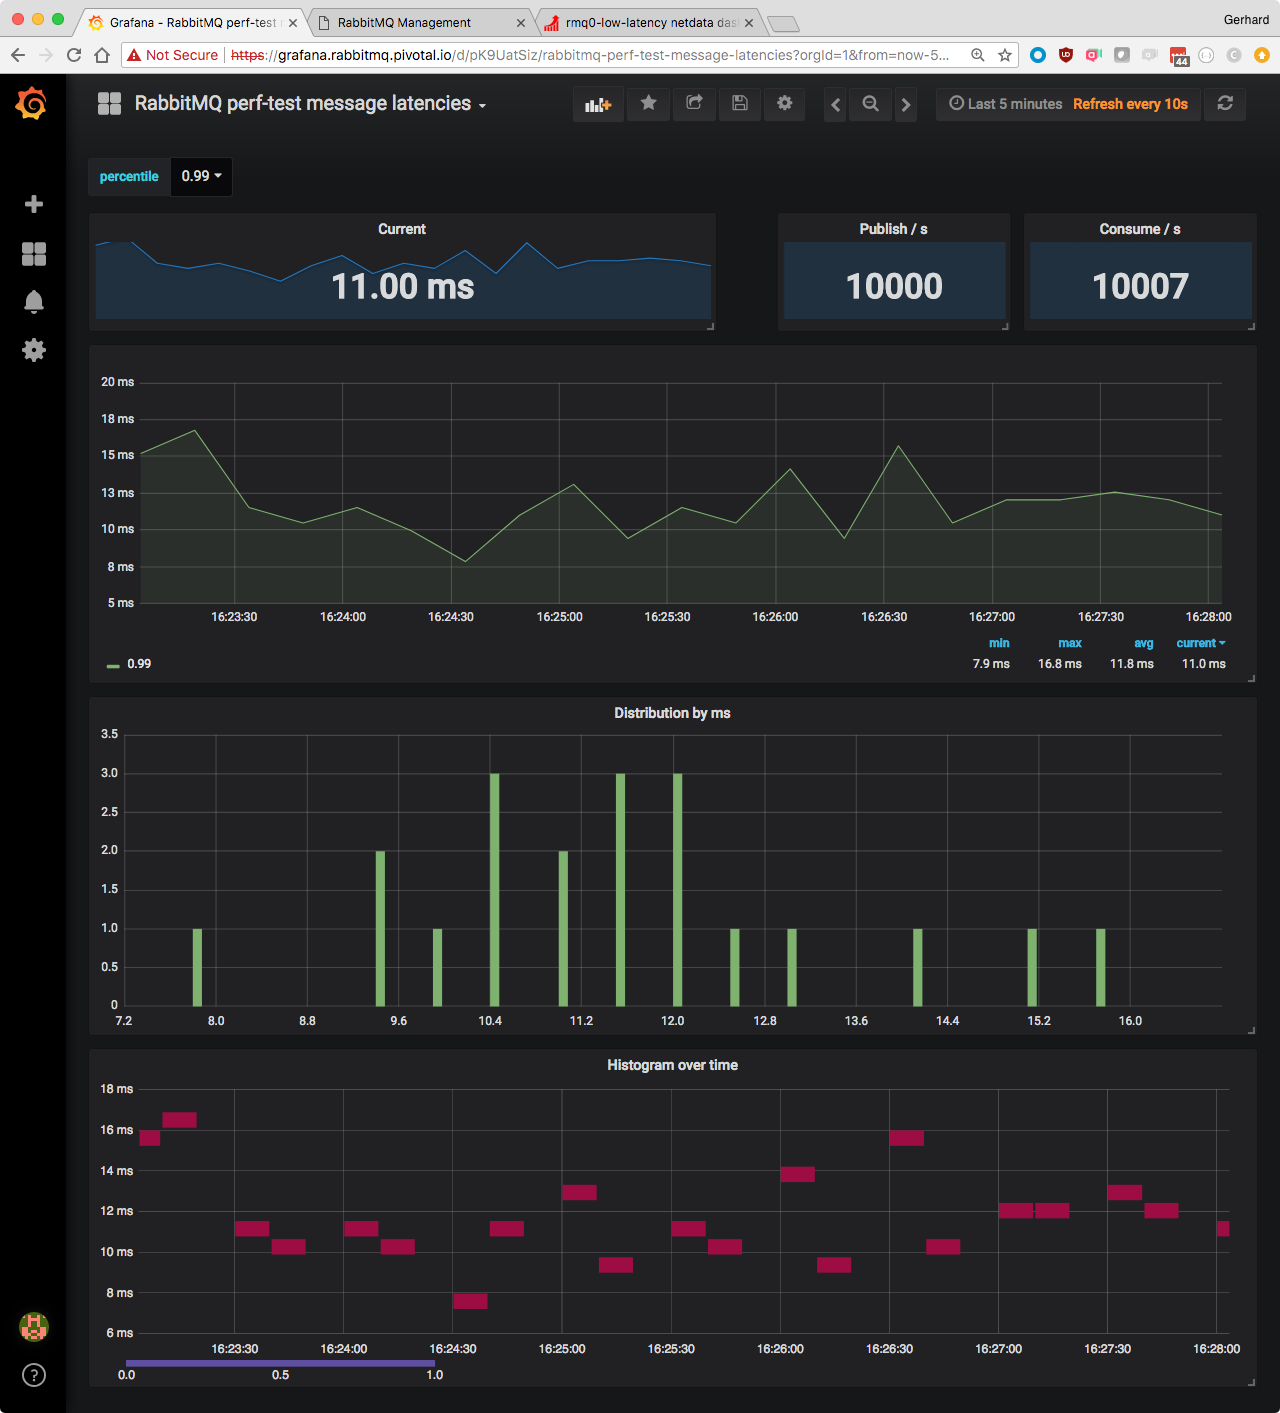 Grafana - RabbitMQ perf-test m
RabbitMQ Management
rmq0-low-latency netdata das
Gerhard
Not Secure
https://grafana.rabbitmq.pivotal.io/d/pK9UatSiz/rabbitmq-perf-test-message-latencies?orgId=1&from=now-5...
UD
44
C
RabbitMQ perf-test message latencies
Last 5 minutes Refresh every 10s
percentile 0.99
Current
11.00 ms
Publish / s
10000
Consume / s
10007
20 ms
18 ms
15 ms
13 ms
10 ms
8 ms
5 ms
16:23:30 16:24:00 16:24:30 16:25:00 16:25:30 16:26:00 16:26:30 16:27:00 16:27:30 16:28:00
min max avg current
0.99 7.9 ms 16.8 ms 11.8 ms 11.0 ms
Distribution by ms
3.5
3.0
2.5
2.0
1.5
1.0
0.5
0
7.2 8.0 8.8 9.6 10.4 11.2 12.0 12.8 13.6 14.4 15.2 16.0
Histogram over time
18 ms
16 ms
14 ms
12 ms
10 ms
8 ms
6 ms
16:23:30 16:24:00 16:24:30 16:25:00 16:25:30 16:26:00 16:26:30 16:27:00 16:27:30 16:28:00
0.0 0.5 1.0
?